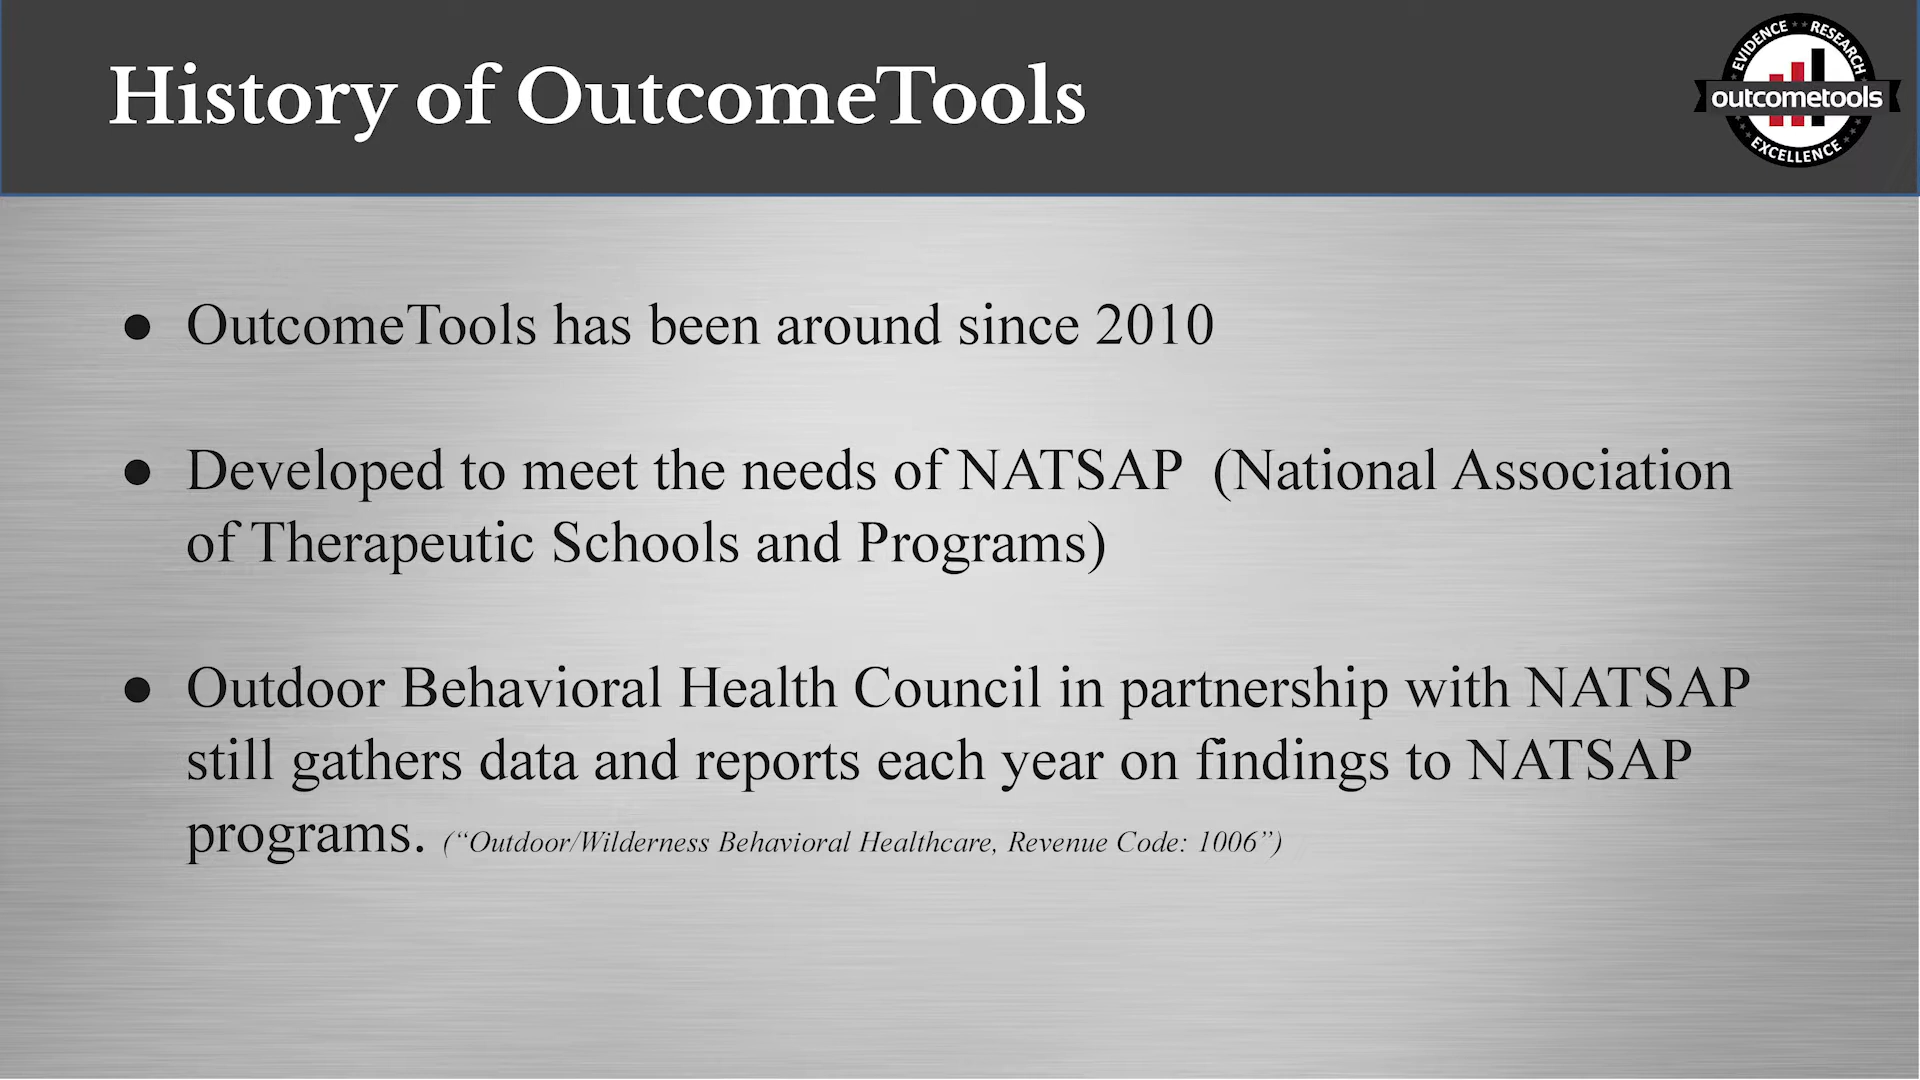 History of OutcomeTools
EVIDENCE ★★ RESEARCH
outcometools
EXCELLENCE
● OutcomeTools has been around since 2010
● Developed to meet the needs of NATSAP (National Association
of Therapeutic Schools and Programs)
● Outdoor Behavioral Health Council in partnership with NATSAP
still gathers data and reports each year on findings to NATSAP
programs. (“Outdoor/Wilderness Behavioral Healthcare, Revenue Code: 1006”)